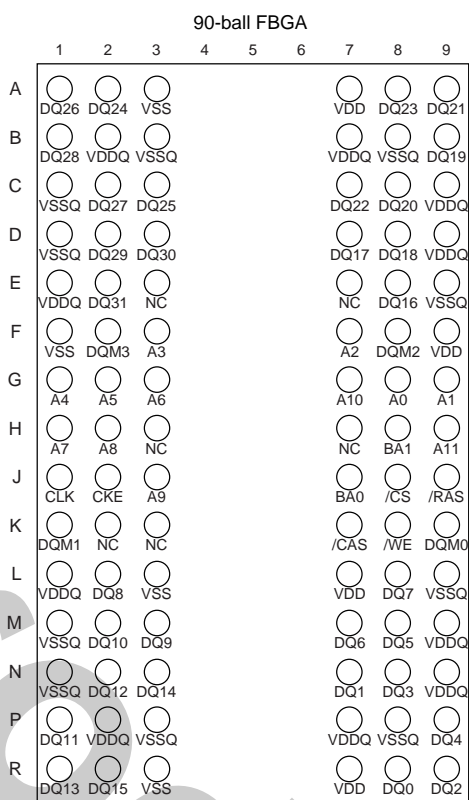 90-ball FBGA
1 2 3 4 5 6 7 8 9
A
DQ26 DQ24 VSS VDD DQ23 DQ21
B
DQ28 VDDQ VSSQ VDDQ VSSQ DQ19
C
VSSQ DQ27 DQ25 DQ22 DQ20 VDDQ
D
VSSQ DQ29 DQ30 DQ17 DQ18 VDDQ
E
VDDQ DQ31 NC NC DQ16 VSSQ
F
VSS DQM3 A3 A2 DQM2 VDD
G
A4 A5 A6 A10 A0 A1
H
A7 A8 NC NC BA1 A11
J
CLK CKE A9 BA0 /CS /RAS
K
DQM1 NC NC /CAS /WE DQM0
L
VDDQ DQ8 VSS VDD DQ7 VSSQ
M
VSSQ DQ10 DQ9 DQ6 DQ5 VDDQ
N
VSSQ DQ12 DQ14 DQ1 DQ3 VDDQ
P
DQ11 VDDQ VSSQ VDDQ VSSQ DQ4
R
DQ13 DQ15 VSS VDD DQ0 DQ2